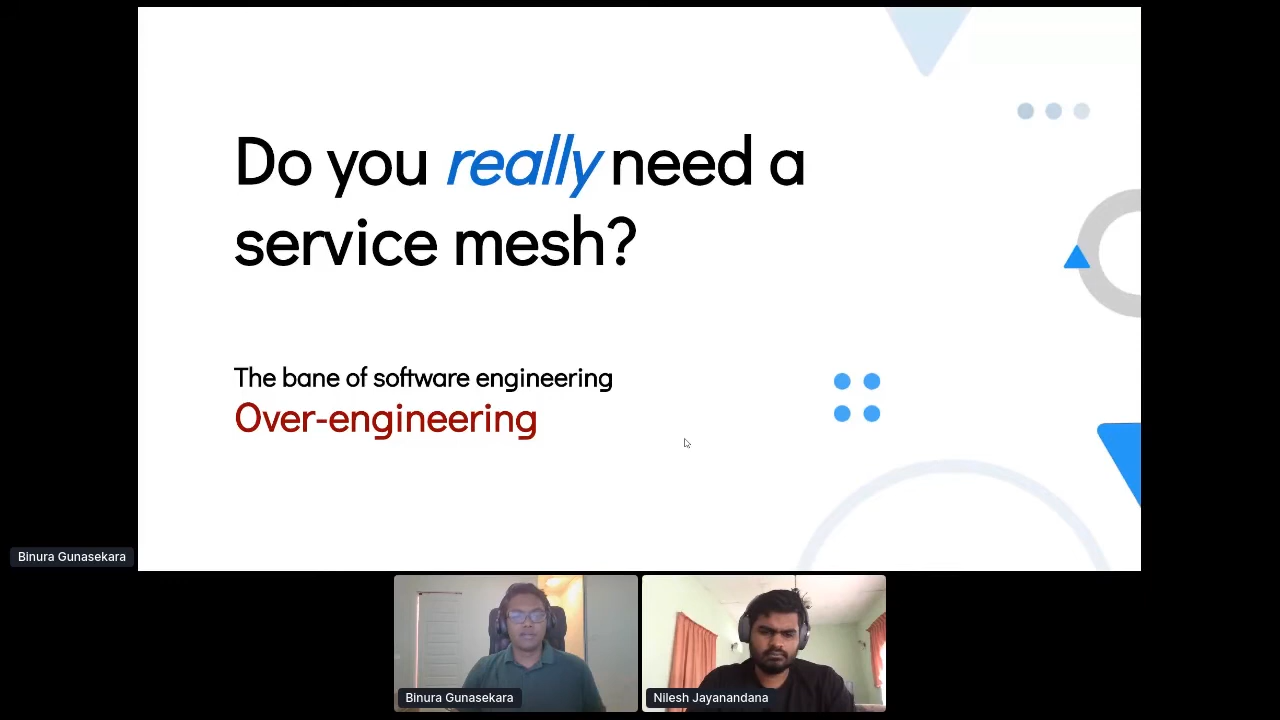 Do you really need a
service mesh?
The bane of software engineering
Over-engineering
Binura Gunasekara
Binura Gunasekara
Nilesh Jayanandana